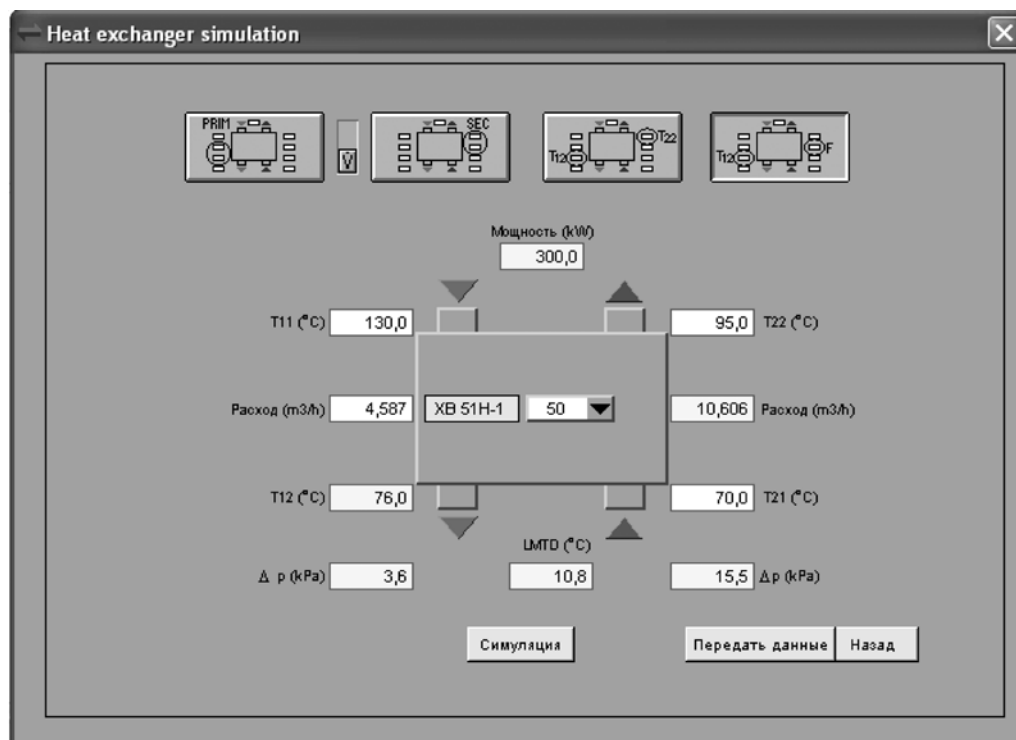 Heat exchanger simulation
PRIM
V
SEC
T12 T22
T12 F
Мощность (kW)
300,0
T11 (°C) 130,0 95,0 T22 (°C)
Расход (m3/h) 4,587 XB 51H-1 50 10,606 Расход (m3/h)
T12 (°C) 76,0 70,0 T21 (°C)
LMTD (°C)
Δ p (kPa) 3,6 10,8 15,5 Δp (kPa)
Симуляция Передать данные Назад